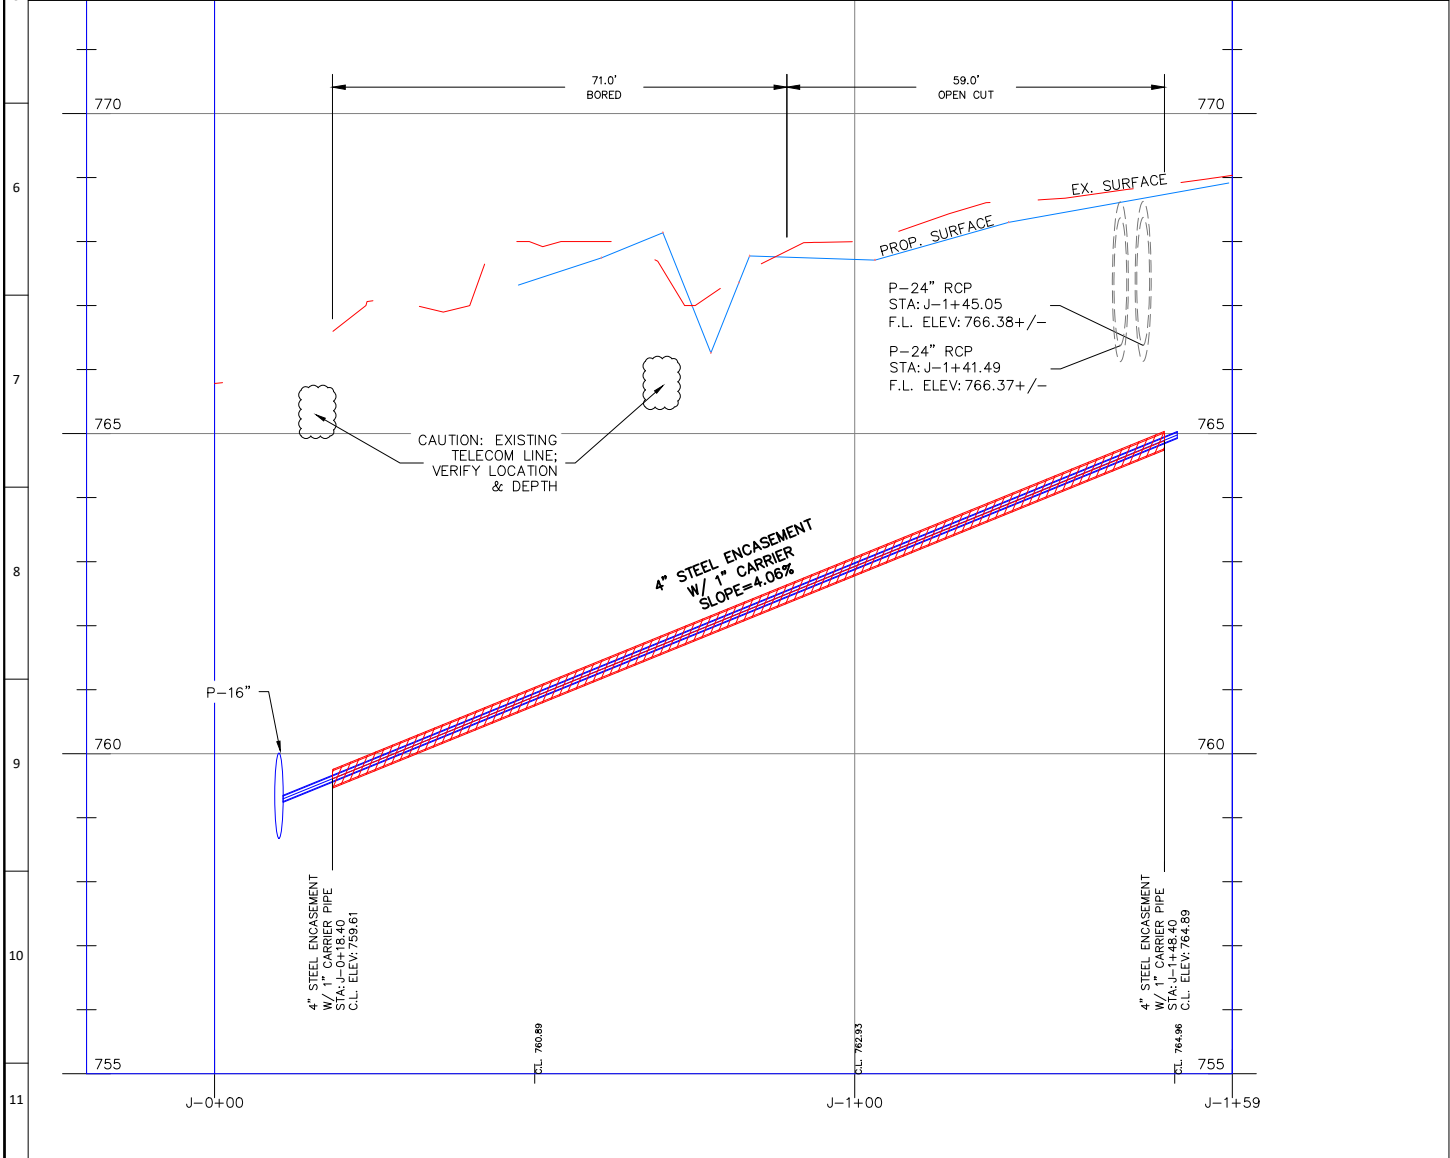 71.0'
BORED
59.0'
OPEN CUT
770
770
6
EX. SURFACE
PROP. SURFACE
P-24" RCP
STA: J-1+45.05
F.L. ELEV: 766.38+/-
P-24" RCP
STA: J-1+41.49
F.L. ELEV: 766.37+/-
7
765
765
CAUTION: EXISTING
TELECOM LINE;
VERIFY LOCATION
& DEPTH
8
4" STEEL ENCASEMENT
W/ 1" CARRIER
SLOPE=4.06%
P-16"
760
760
9
4" STEEL ENCASEMENT
W/ 1" CARRIER PIPE
STA: J-0+18.40
C.L. ELEV: 759.61
4" STEEL ENCASEMENT
W/ 1" CARRIER PIPE
STA: J-1+48.40
C.L. ELEV: 764.89
10
C.L. 760.89
C.L. 762.93
C.L. 764.96
755
755
11
J-0+00
J-1+00
J-1+59